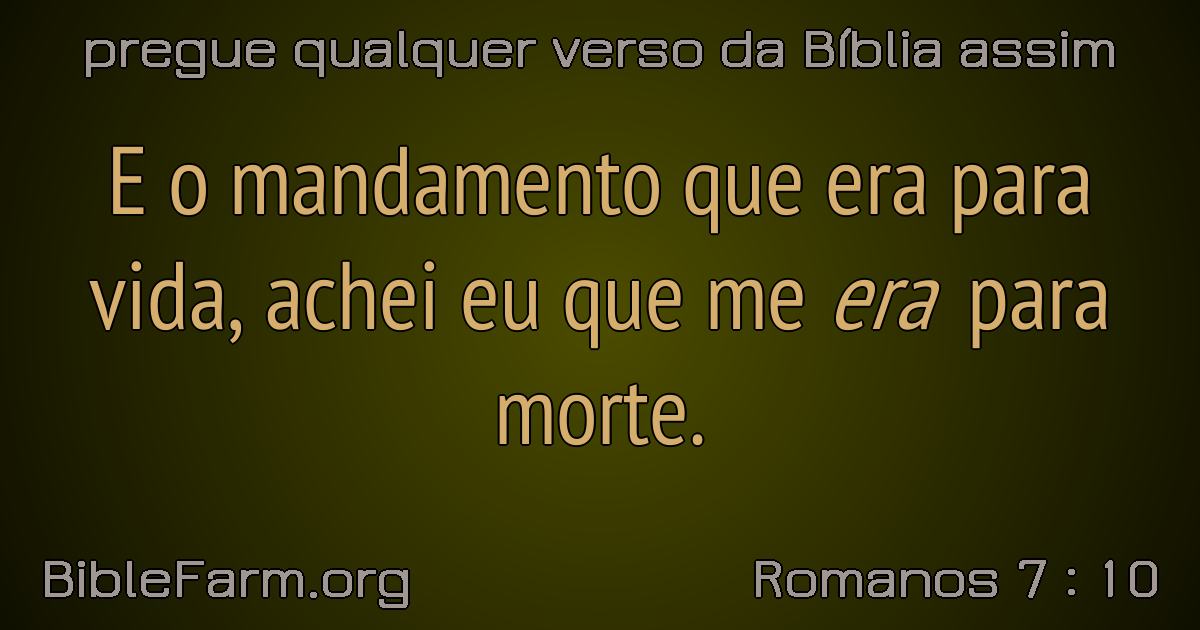 pregue qualquer verso da Bíblia assim
E o mandamento que era para
vida, achei eu que me era para
morte.
BibleFarm.org
Romanos 7 : 10